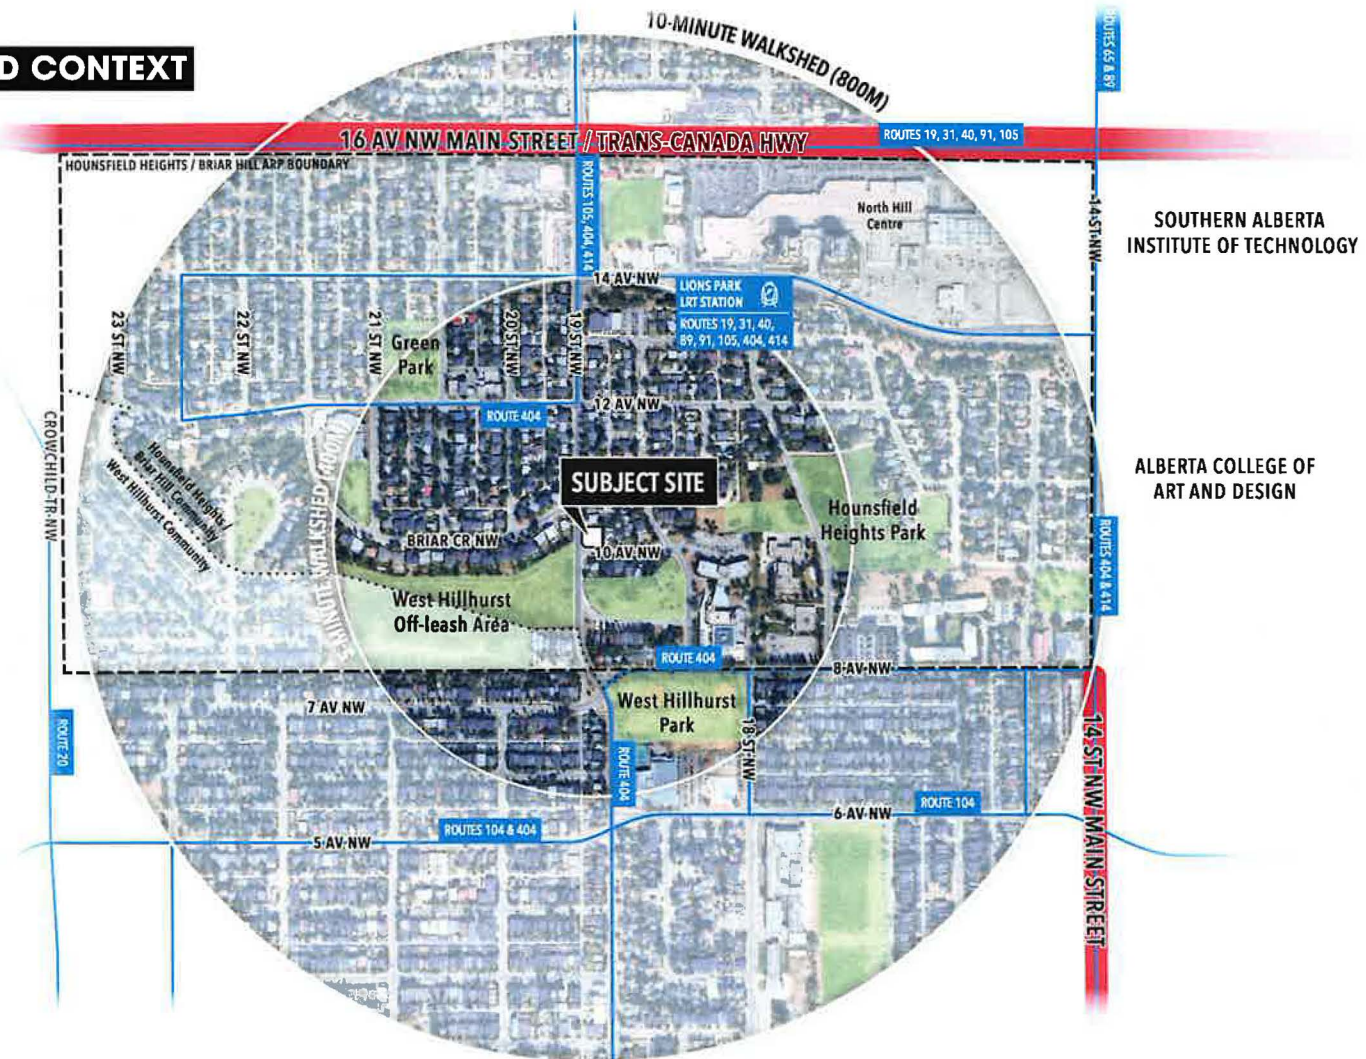 D CONTEXT
10-MINUTE WALKSHED (800M)
ROUTES 65 & 89
16 AV NW MAIN STREET / TRANS-CANADA HWY
ROUTES 19, 31, 40, 91, 105
HOUNSFIELD HEIGHTS / BRIAR HILL ARP BOUNDARY
ROUTES 105, 404, 414
North Hill
Centre
14 ST NW
SOUTHERN ALBERTA
INSTITUTE OF TECHNOLOGY
14 AV NW
LIONS PARK
LRT STATION
ROUTES 19, 31, 40,
89, 91, 105, 404, 414
23 ST NW
22 ST NW
21 ST NW
Green
Park
20 ST NW
19 ST NW
12 AV NW
ROUTE 404
CROWCHILD TR NW
Hounsfield Heights /
Briar Hill Community
West Hillhurst Community
MINUTE WALKSHED (400M)
SUBJECT SITE
ALBERTA COLLEGE OF
ART AND DESIGN
Hounsfield
Heights Park
BRIAR CR NW
10 AV NW
ROUTES 404 & 414
West Hillhurst
Off-leash Area
ROUTE 404
8 AV NW
7 AV NW
West Hillhurst
Park
18 ST NW
ROUTE 20
ROUTE 404
14 ST NW MAIN STREET
ROUTE 104
6 AV NW
ROUTES 104 & 404
5 AV NW